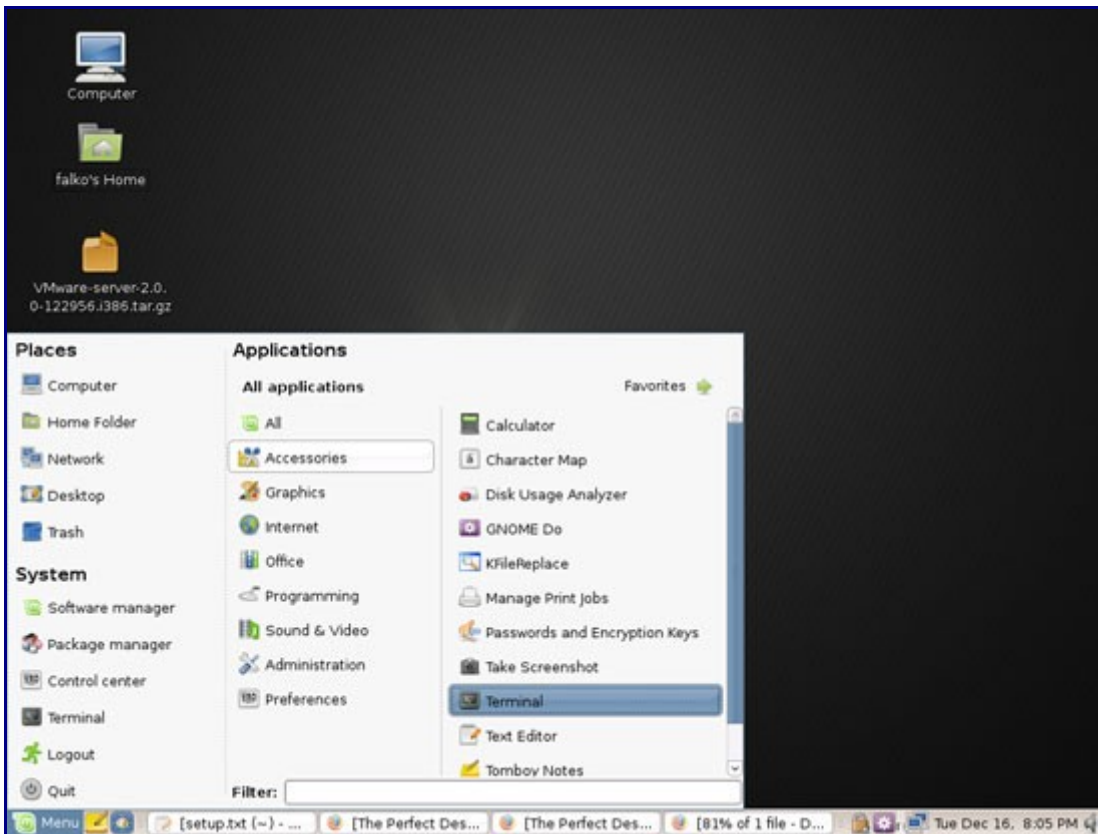 Computer
falko's Home
VMware-server-2.0.
0-122956.i386.tar.gz
Places
Computer
Home Folder
Network
Desktop
Trash
System
Software manager
Package manager
Control center
Terminal
Logout
Quit
Applications
All applications
Favorites
All
Accessories
Graphics
Internet
Office
Programming
Sound & Video
Administration
Preferences
Calculator
Character Map
Disk Usage Analyzer
GNOME Do
KFileReplace
Manage Print Jobs
Passwords and Encryption Keys
Take Screenshot
Terminal
Text Editor
Tomboy Notes
Filter:
Menu
[setup.txt (~) - ...
[The Perfect Des...
[The Perfect Des...
[81% of 1 file - D...
Tue Dec 16, 8:05 PM